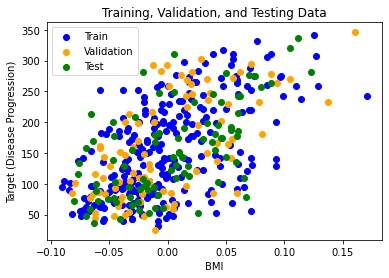 Training, Validation, and Testing Data
Train
Validation
Test
Target (Disease Progression)
350
300
250
200
150
100
50
−0.10
−0.05
0.00
0.05
0.10
0.15
BMI